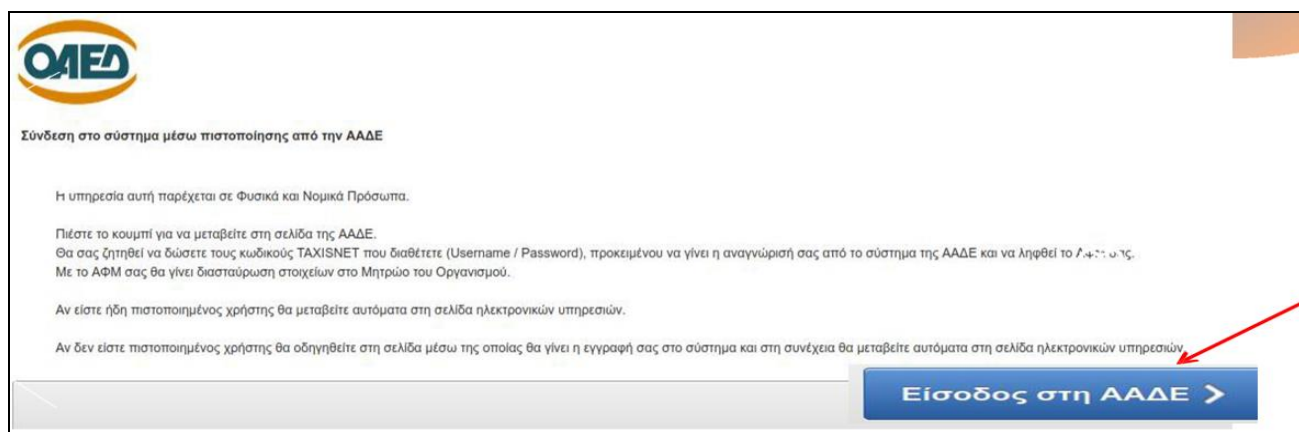 ΟΑΕΔ
Σύνδεση στο σύστημα μέσω πιστοποίησης από την ΑΑΔΕ
Η υπηρεσία αυτή παρέχεται σε Φυσικά και Νομικά Πρόσωπα.
Πιέστε το κουμπί για να μεταβείτε στη σελίδα της ΑΑΔΕ.
Θα σας ζητηθεί να δώσετε τους κωδικούς TAXISNET που διαθέτετε (Username / Password), προκειμένου να γίνει η αναγνώρισή σας από το σύστημα της ΑΑΔΕ και να ληφθεί το
Με το ΑΦΜ σας θα γίνει διασταύρωση στοιχείων στο Μητρώο του Οργανισμού.
Αν είστε ήδη πιστοποιημένος χρήστης θα μεταβείτε αυτόματα στη σελίδα ηλεκτρονικών υπηρεσιών.
Αν δεν είστε πιστοποιημένος χρήστης θα οδηγηθείτε στη σελίδα μέσω της οποίας θα γίνει η εγγραφή σας στο σύστημα και στη συνέχεια θα μεταβείτε αυτόματα στη σελίδα ηλεκτρονικών υπηρεσιών.
Είσοδος στη ΑΑΔΕ >